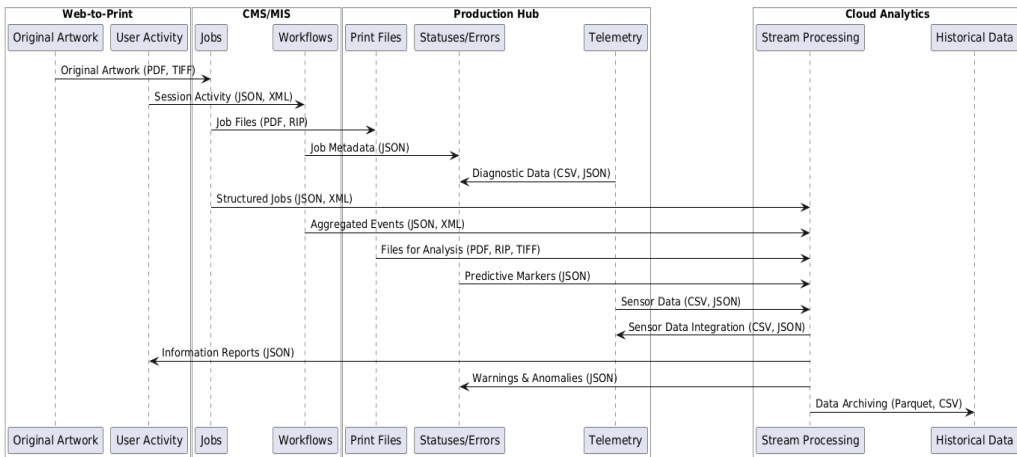 Web-to-Print CMS/MIS Production Hub Cloud Analytics
Original Artwork User Activity Jobs Workflows Print Files Statuses/Errors Telemetry Stream Processing Historical Data
Original Artwork (PDF, TIFF)
Session Activity (JSON, XML)
Job Files (PDF, RIP)
Job Metadata (JSON)
Diagnostic Data (CSV, JSON)
Structured Jobs (JSON, XML)
Aggregated Events (JSON, XML)
Files for Analysis (PDF, RIP, TIFF)
Predictive Markers (JSON)
Sensor Data (CSV, JSON)
Sensor Data Integration (CSV, JSON)
Information Reports (JSON)
Warnings & Anomalies (JSON)
Data Archiving (Parquet, CSV)
Original Artwork User Activity Jobs Workflows Print Files Statuses/Errors Telemetry Stream Processing Historical Data